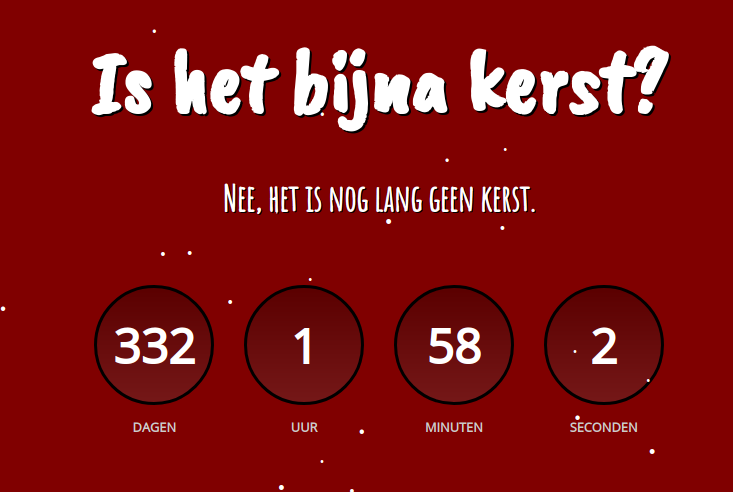 Is het bijna kerst?
Nee, het is nog lang geen kerst.
332 1 58 2
DAGEN UUR MINUTEN SECONDEN